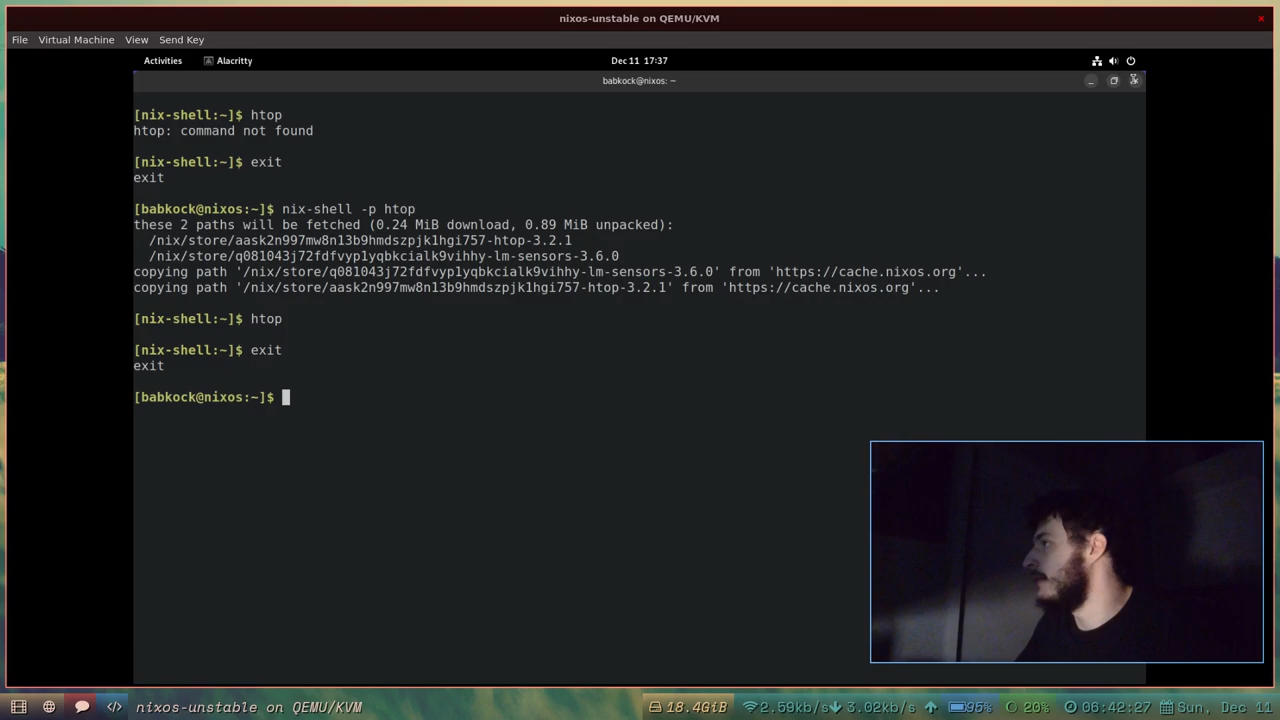 nixos-unstable on QEMU/KVM
File Virtual Machine View Send Key
Activities Alacritty Dec 11 17:37
babkock@nixos: ~
[nix-shell:~]$ htop
htop: command not found
[nix-shell:~]$ exit
exit
[babkock@nixos:~]$ nix-shell -p htop
these 2 paths will be fetched (0.24 MiB download, 0.89 MiB unpacked):
/nix/store/aask2n997mw8n13b9hmdszpjk1hgi757-htop-3.2.1
/nix/store/q081043j72fdfvyp1yqbkcialk9vihhy-lm-sensors-3.6.0
copying path '/nix/store/q081043j72fdfvyp1yqbkcialk9vihhy-lm-sensors-3.6.0' from 'https://cache.nixos.org'...
copying path '/nix/store/aask2n997mw8n13b9hmdszpjk1hgi757-htop-3.2.1' from 'https://cache.nixos.org'...
[nix-shell:~]$ htop
[nix-shell:~]$ exit
exit
[babkock@nixos:~]$
nixos-unstable on QEMU/KVM 18.4GiB 2.59kb/s 3.02kb/s 95% 20% 06:42:27 Sun, Dec 11